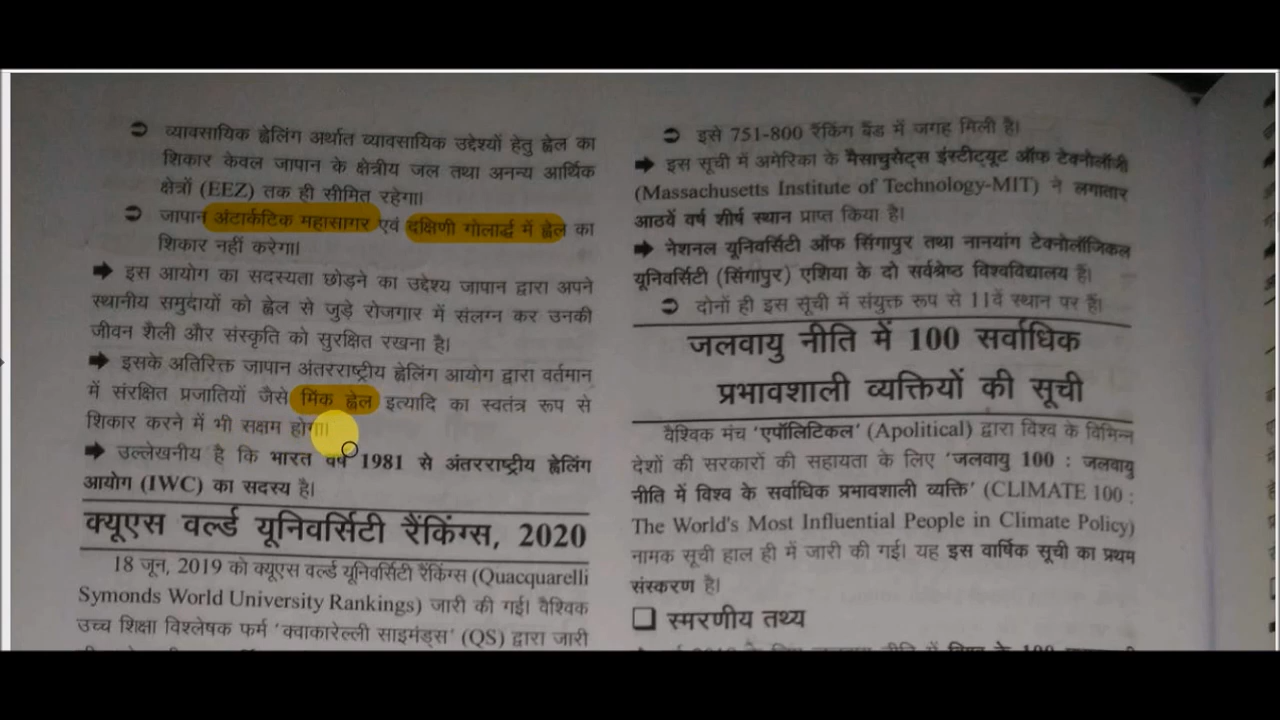 ➲ व्यावसायिक ह्वेलिंग अर्थात व्यावसायिक उद्देश्यों हेतु ह्वेल का
शिकार केवल जापान के क्षेत्रीय जल तथा अनन्य आर्थिक
क्षेत्रों (EEZ) तक ही सीमित रहेगा।
➲ जापान अंटार्कटिक महासागर एवं दक्षिणी गोलार्द्ध में ह्वेल का
शिकार नहीं करेगा।
➡ इस आयोग का सदस्यता छोड़ने का उद्देश्य जापान द्वारा अपने
स्थानीय समुदायों को ह्वेल से जुड़े रोजगार में संलग्न कर उनकी
जीवन शैली और संस्कृति को सुरक्षित रखना है।
➡ इसके अतिरिक्त जापान अंतरराष्ट्रीय ह्वेलिंग आयोग द्वारा वर्तमान
में संरक्षित प्रजातियों जैसे मिंक ह्वेल इत्यादि का स्वतंत्र रूप से
शिकार करने में भी सक्षम होगा।
➡ उल्लेखनीय है कि भारत वर्ष 1981 से अंतरराष्ट्रीय ह्वेलिंग
आयोग (IWC) का सदस्य है।
क्यूएस वर्ल्ड यूनिवर्सिटी रैंकिंग्स, 2020
18 जून, 2019 को क्यूएस वर्ल्ड यूनिवर्सिटी रैंकिंग्स (Quacquarelli
Symonds World University Rankings) जारी की गई। वैश्विक
उच्च शिक्षा विश्लेषक फर्म 'क्वाकारेल्ली साइमंड्स' (QS) द्वारा जारी
➲ इसे 751-800 रैंकिंग बैंड में जगह मिली है।
➡ इस सूची में अमेरिका के मैसाचुसेट्स इंस्टीट्यूट ऑफ टेक्नोलॉजी
(Massachusetts Institute of Technology-MIT) ने लगातार
आठवें वर्ष शीर्ष स्थान प्राप्त किया है।
➡ नेशनल यूनिवर्सिटी ऑफ सिंगापुर तथा नानयांग टेक्नोलॉजिकल
यूनिवर्सिटी (सिंगापुर) एशिया के दो सर्वश्रेष्ठ विश्वविद्यालय हैं।
➲ दोनों ही इस सूची में संयुक्त रूप से 11वें स्थान पर हैं।
जलवायु नीति में 100 सर्वाधिक
प्रभावशाली व्यक्तियों की सूची
वैश्विक मंच 'एपॉलिटिकल' (Apolitical) द्वारा विश्व के विभिन्न
देशों की सरकारों की सहायता के लिए 'जलवायु 100 : जलवायु
नीति में विश्व के सर्वाधिक प्रभावशाली व्यक्ति' (CLIMATE 100 :
The World's Most Influential People in Climate Policy)
नामक सूची हाल ही में जारी की गई। यह इस वार्षिक सूची का प्रथम
संस्करण है।
❑ स्मरणीय तथ्य